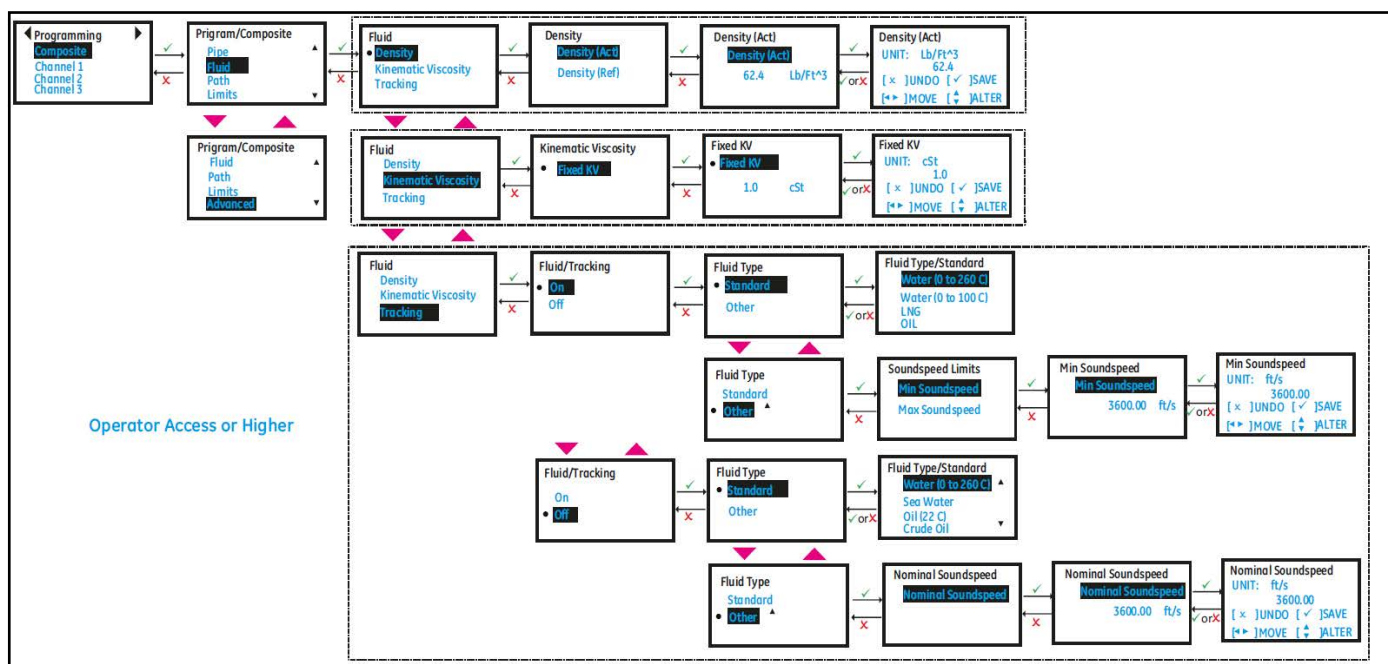 Programming
Composite
Channel 1
Channel 2
Channel 3
Prigram/Composite
Pipe
Fluid
Path
Limits
Fluid
Density
Kinematic Viscosity
Tracking
Density
Density (Act)
Density (Ref)
Density (Act)
Density (Act)
62.4 Lb/Ft^3
✓orX
Density (Act)
UNIT: Lb/Ft^3
62.4
[ x ]UNDO [ ✓ ]SAVE
[◄ ►]MOVE [▲▼]ALTER
Prigram/Composite
Fluid
Path
Limits
Advanced
Fluid
Density
Kinematic Viscosity
Tracking
Kinematic Viscosity
Fixed KV
Fixed KV
Fixed KV
1.0 cSt
✓orX
Fixed KV
UNIT: cSt
1.0
[ x ]UNDO [ ✓ ]SAVE
[◄ ►]MOVE [▲▼]ALTER
Fluid
Density
Kinematic Viscosity
Tracking
Fluid/Tracking
On
Off
Fluid Type
Standard
Other
✓orX
Fluid Type/Standard
Water (0 to 260 C)
Water (0 to 100 C)
LNG
OIL
Fluid Type
Standard
Other
Soundspeed Limits
Min Soundspeed
Max Soundspeed
Min Soundspeed
Min Soundspeed
3600.00 ft/s
✓orX
Min Soundspeed
UNIT: ft/s
3600.00
[ x ]UNDO [ ✓ ]SAVE
[◄ ►]MOVE [▲▼]ALTER
Operator Access or Higher
Fluid/Tracking
On
Off
Fluid Type
Standard
Other
✓orX
Fluid Type/Standard
Water (0 to 260 C)
Sea Water
Oil (22 C)
Crude Oil
Fluid Type
Standard
Other
Nominal Soundspeed
Nominal Soundspeed
Nominal Soundspeed
Nominal Soundspeed
3600.00 ft/s
✓orX
Nominal Soundspeed
UNIT: ft/s
3600.00
[ x ]UNDO [ ✓ ]SAVE
[◄ ►]MOVE [▲▼]ALTER